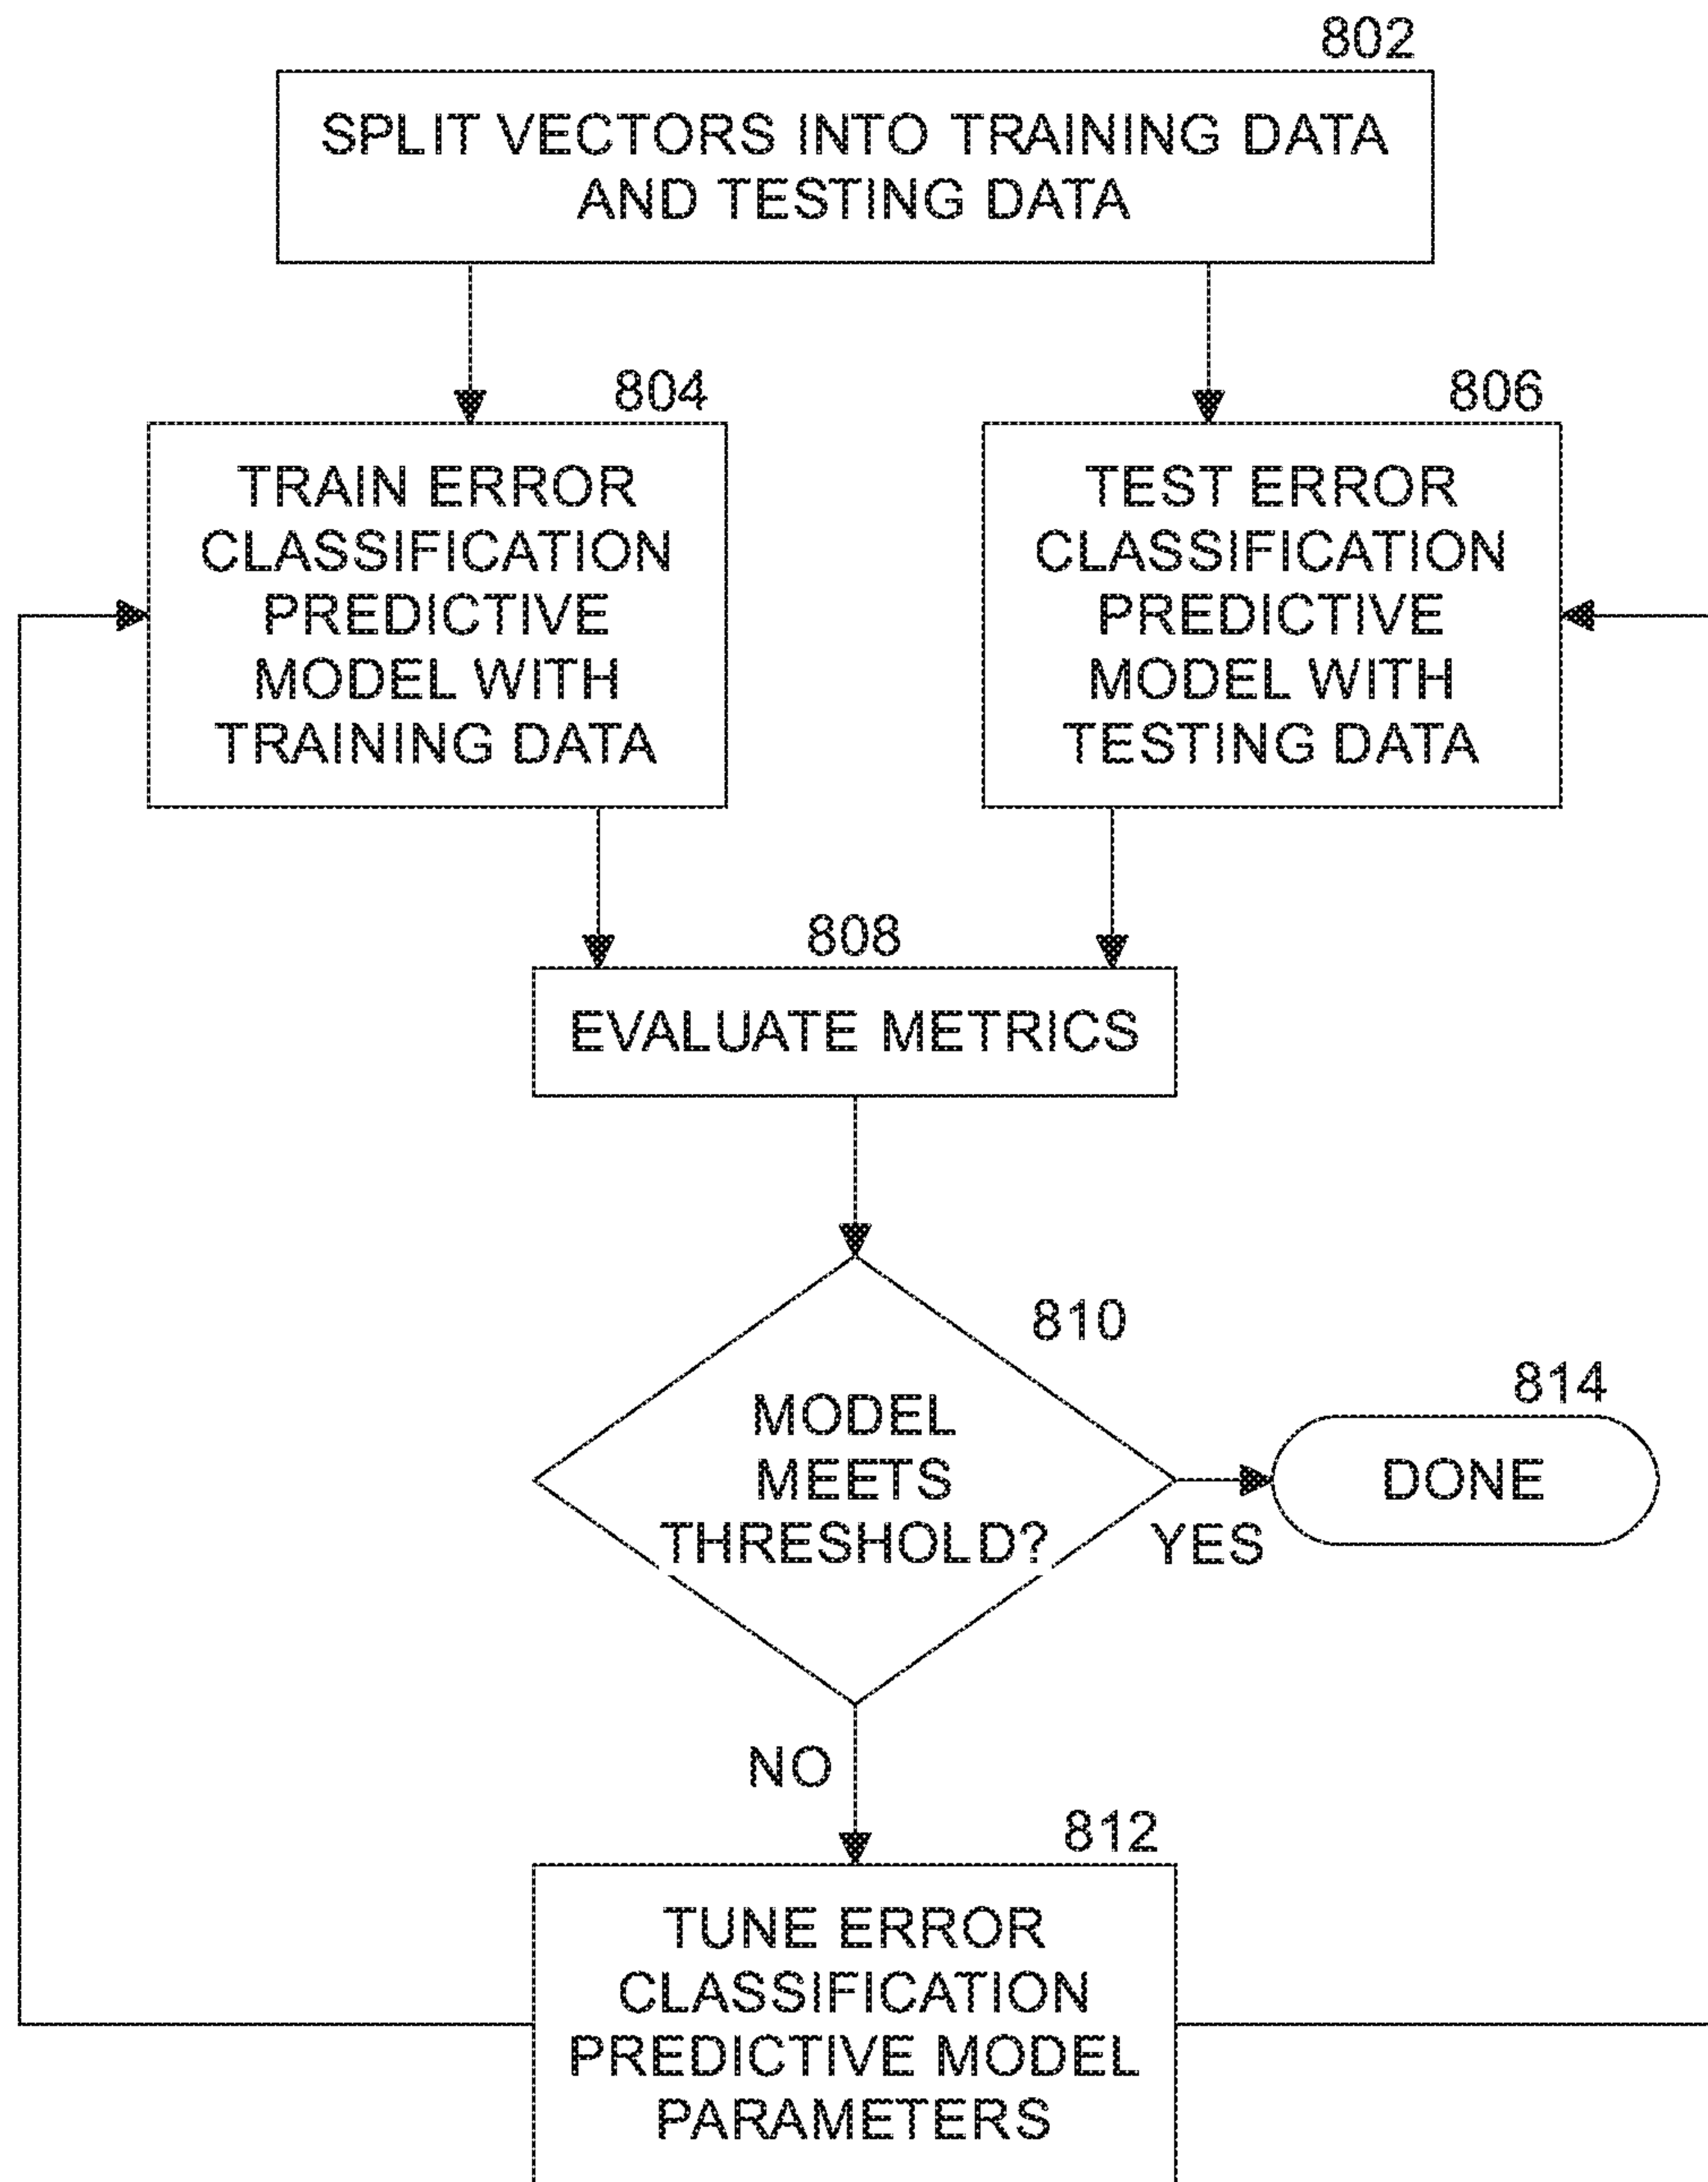 802
SPLIT VECTORS INTO TRAINING DATA
AND TESTING DATA
804
TRAIN ERROR
CLASSIFICATION
PREDICTIVE
MODEL WITH
TRAINING DATA
806
TEST ERROR
CLASSIFICATION
PREDICTIVE
MODEL WITH
TESTING DATA
808
EVALUATE METRICS
810
MODEL
MEETS
THRESHOLD?
YES
814
DONE
NO
812
TUNE ERROR
CLASSIFICATION
PREDICTIVE MODEL
PARAMETERS